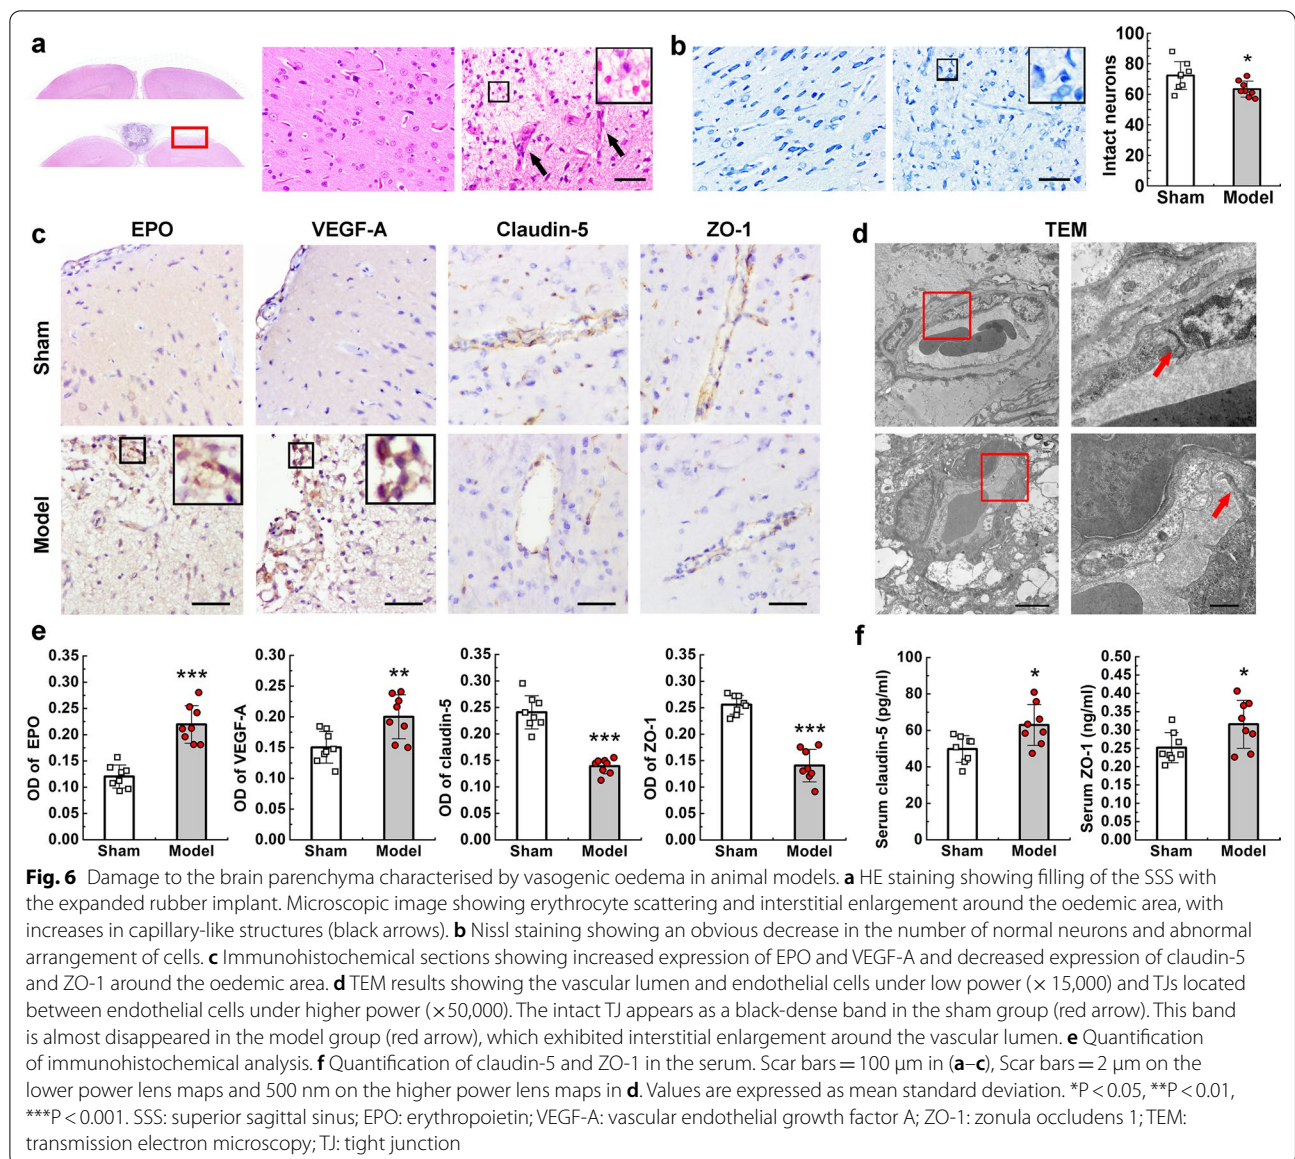 a
b
100
80
60
40
20
0
Intact neurons
*
Sham
Model
c
EPO
VEGF-A
Claudin-5
ZO-1
d
TEM
Sham
Model
e
0.35
0.30
0.25
0.20
0.15
0.10
0.05
0.00
OD of EPO
***
Sham
Model
0.30
0.25
0.20
0.15
0.10
0.05
0.00
OD of VEGF-A
**
Sham
Model
0.35
0.30
0.25
0.20
0.15
0.10
0.05
0.00
OD of claudin-5
***
Sham
Model
0.35
0.30
0.25
0.20
0.15
0.10
0.05
0.00
OD of ZO-1
***
Sham
Model
f
100
80
60
40
20
0
Serum claudin-5 (pg/ml)
*
Sham
Model
0.50
0.45
0.40
0.35
0.30
0.25
0.20
0.15
0.10
0.05
0.00
Serum ZO-1 (ng/ml)
*
Sham
Model
Fig. 6 Damage to the brain parenchyma characterised by vasogenic oedema in animal models. a HE staining showing filling of the SSS with
the expanded rubber implant. Microscopic image showing erythrocyte scattering and interstitial enlargement around the oedemic area, with
increases in capillary-like structures (black arrows). b Nissl staining showing an obvious decrease in the number of normal neurons and abnormal
arrangement of cells. c Immunohistochemical sections showing increased expression of EPO and VEGF-A and decreased expression of claudin-5
and ZO-1 around the oedemic area. d TEM results showing the vascular lumen and endothelial cells under low power (× 15,000) and TJs located
between endothelial cells under higher power (×50,000). The intact TJ appears as a black-dense band in the sham group (red arrow). This band
is almost disappeared in the model group (red arrow), which exhibited interstitial enlargement around the vascular lumen. e Quantification
of immunohistochemical analysis. f Quantification of claudin-5 and ZO-1 in the serum. Scar bars = 100 μm in (a–c), Scar bars = 2 μm on the
lower power lens maps and 500 nm on the higher power lens maps in d. Values are expressed as mean standard deviation. *P < 0.05, **P < 0.01,
***P < 0.001. SSS: superior sagittal sinus; EPO: erythropoietin; VEGF-A: vascular endothelial growth factor A; ZO-1: zonula occludens 1; TEM:
transmission electron microscopy; TJ: tight junction